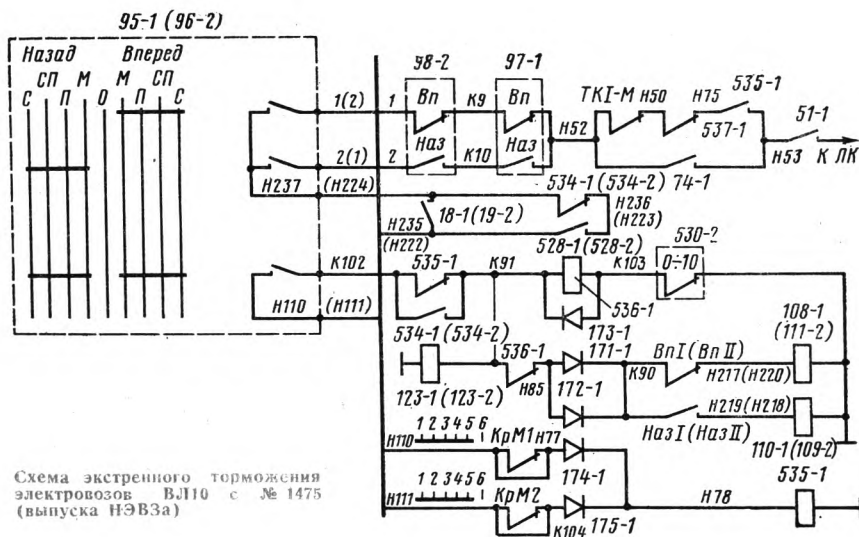 95-1 (96-2)
Назад Вперед
С СП П М О М П СП С
98-2 97-1
1(2) 1 Вп К9 Вп
ТК1-М Н50 Н75 535-1
537-1 51-1
2(1) 2 Наз К10 Наз Н52
Н53 К ЛК
Н237 (Н224) 534-1 (534-2) 74-1
18-1 (19-2) Н236 (Н223)
Н235 (Н222)
528-1 (528-2) 530-2
К102 535-1 К91 К103 0÷10
Н110 (Н111) 536-1
173-1 108-1 (111-2)
534-1 (534-2) 536-1 171-1 Вп I (Вп II)
К90 Н217 (Н220)
123-1 (123-2) Н85 172-1
Н219 (Н218)
Наз I (Наз II) 110-1 (109-2)
1 2 3 4 5 6
Н110 КрМ1 Н77
174-1 535-1
1 2 3 4 5 6
Н111 КрМ2 Н78
К104 175-1
Схема экстренного торможения
электровозов ВЛ10 с № 1475
(выпуска НЭВЗа)